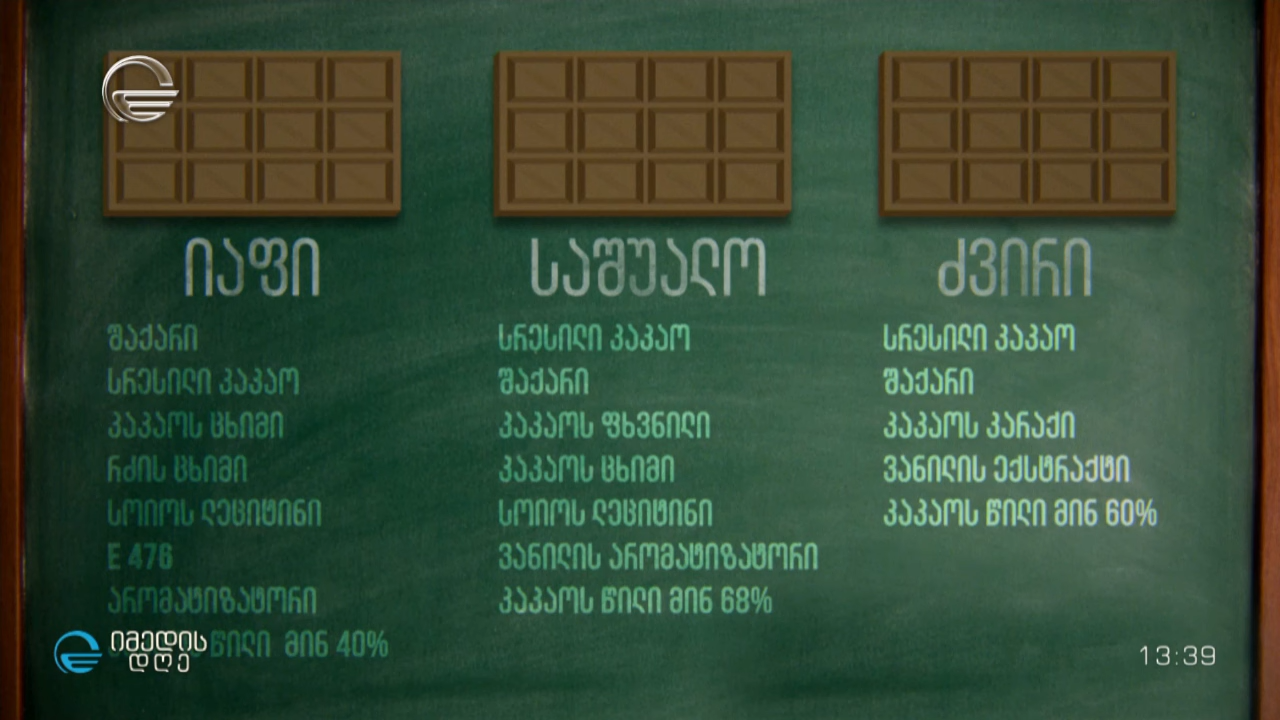 იაფი
შაქარი
სრესილი კაკაო
კაკაოს ცხიმი
რძის ცხიმი
სოიოს ლეციტინი
E 476
არომატიზატორი
წილი მინ 40%
საშუალო
სრესილი კაკაო
შაქარი
კაკაოს ფხვნილი
კაკაოს ცხიმი
სოიოს ლეციტინი
ვანილის არომატიზატორი
კაკაოს წილი მინ 68%
ძვირი
სრესილი კაკაო
შაქარი
კაკაოს კარაქი
ვანილის ექსტრაქტი
კაკაოს წილი მინ 60%
იმედის
დღე
13:39